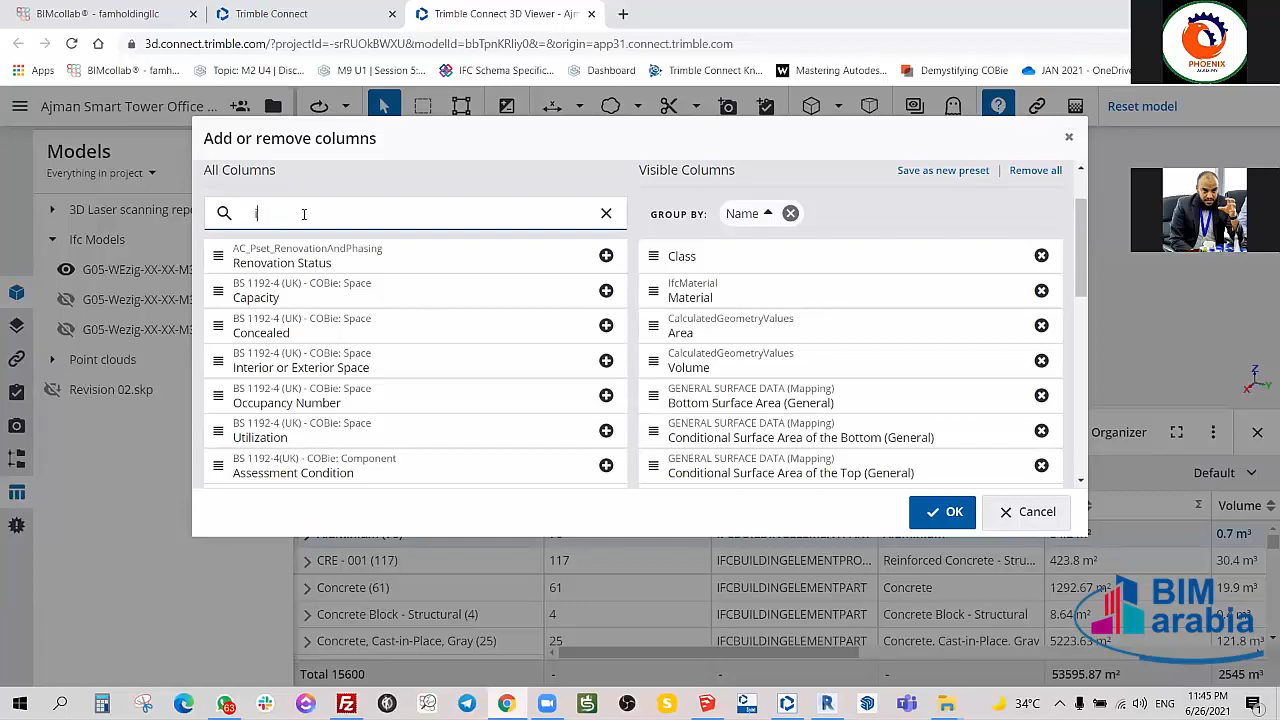 BIMcollab® - famholdingllc
Trimble Connect
Trimble Connect 3D Viewer - Ajm
3d.connect.trimble.com/?projectId=-srRUOkBWXU&modelId=bbTpnKNRIy0&=&origin=app31.connect.trimble.com
Apps
BIMcollab® - famh...
Topic: M2 U4 | Disc...
M9 U1 | Session 5:...
IFC Schema Specific...
Dashboard
Trimble Connect Kn...
Mastering Autodes...
Demistifying COBie
JAN 2021 - OneDriv
PHOENIX
ACADEMY
Ajman Smart Tower Office ...
Reset model
Models
Everything in project
3D Laser scanning repo
Ifc Models
G05-WEzig-XX-XX-M3
G05-Wezig-XX-XX-M3
G05-Wezig-XX-XX-M3
Point clouds
Revision 02.skp
Add or remove columns
All Columns
i
AC_Pset_RenovationAndPhasing
Renovation Status
BS 1192-4 (UK) - COBie: Space
Capacity
BS 1192-4 (UK) - COBie: Space
Concealed
BS 1192-4 (UK) - COBie: Space
Interior or Exterior Space
BS 1192-4 (UK) - COBie: Space
Occupancy Number
BS 1192-4 (UK) - COBie: Space
Utilization
BS 1192-4(UK) - COBie: Component
Assessment Condition
Visible Columns
Save as new preset | Remove all
GROUP BY: Name
Class
IfcMaterial
Material
CalculatedGeometryValues
Area
CalculatedGeometryValues
Volume
GENERAL SURFACE DATA (Mapping)
Bottom Surface Area (General)
GENERAL SURFACE DATA (Mapping)
Conditional Surface Area of the Bottom (General)
GENERAL SURFACE DATA (Mapping)
Conditional Surface Area of the Top (General)
OK
Cancel
Z
Organizer
Default
Σ
Volume
0.7 m³
CRE - 001 (117) 117 IFCBUILDINGELEMENTPRO... Reinforced Concrete - Stru... 423.8 m² 30.4 m³
Concrete (61) 61 IFCBUILDINGELEMENTPART Concrete 1292.67 m² 19.9 m³
Concrete Block - Structural (4) 4 IFCBUILDINGELEMENTPART Concrete Block - Structural 8.64 m²
Concrete, Cast-in-Place, Gray (25) 25 IFCBUILDINGELEMENTPART Concrete, Cast-in-Place, Gray 5223.63 m² 121.8 m³
Total 15600 - - - 53595.87 m² 2545 m³
BIM
arabia
63
34°C
ENG
11:45 PM
6/26/2021